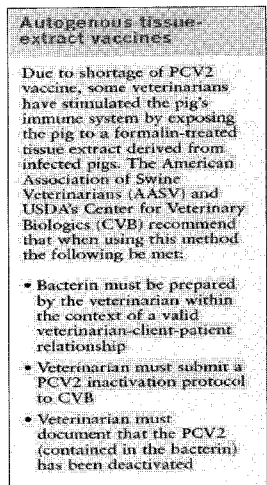 Autogenous tissue-
extract vaccines
Due to shortage of PCV2
vaccine, some veterinarians
have stimulated the pig's
immune system by exposing
the pig to a formalin-treated
tissue extract derived from
infected pigs. The American
Association of Swine
Veterinarians (AASV) and
USDA's Center for Veterinary
Biologics (CVB) recommend
that when using this method
the following be met:
• Bacterin must be prepared
by the veterinarian within
the context of a valid
veterinarian-client-patient
relationship
• Veterinarian must submit a
PCV2 inactivation protocol
to CVB
• Veterinarian must
document that the PCV2
(contained in the bacterin)
has been deactivated